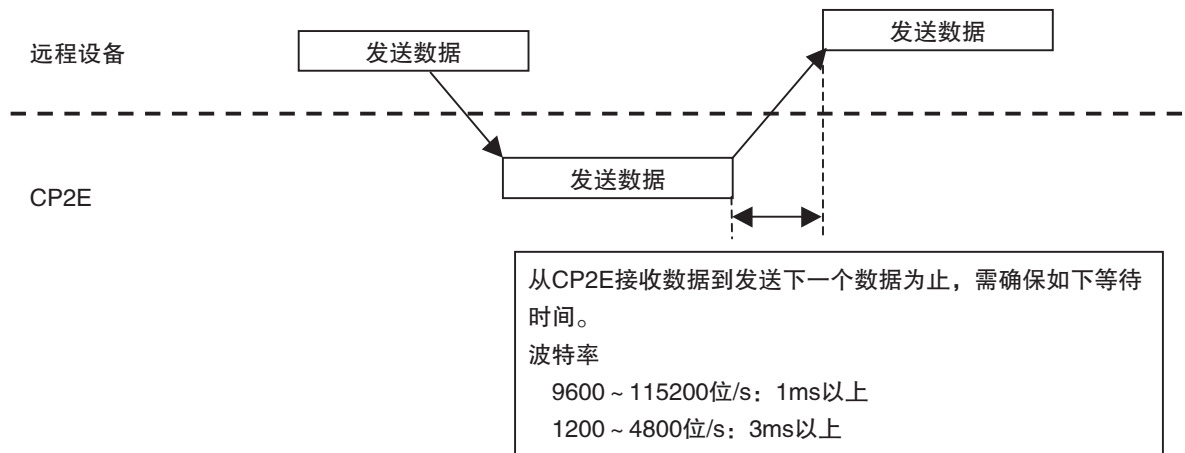 发送数据
远程设备
发送数据
发送数据
CP2E
从CP2E接收数据到发送下一个数据为止，需确保如下等待
时间。
波特率
9600～115200位/s：1ms以上
1200～4800位/s：3ms以上